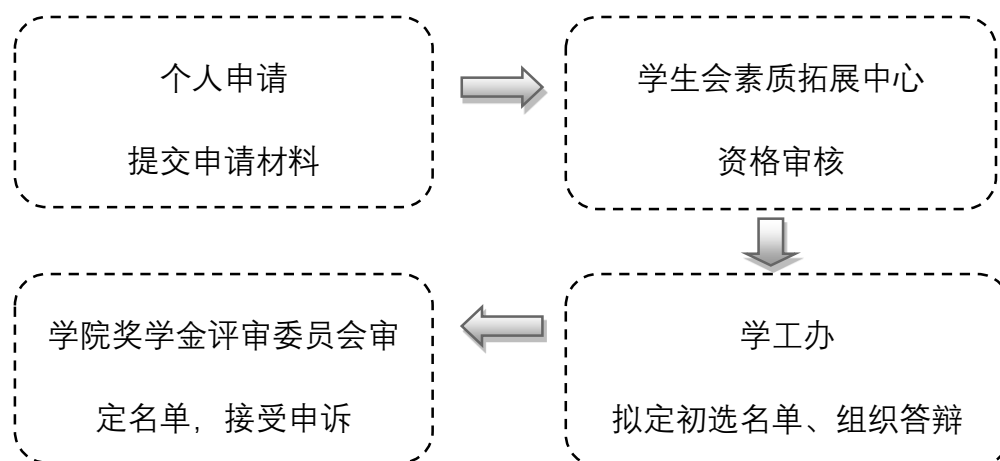 个人申请
提交申请材料
学生会素质拓展中心
资格审核
学工办
拟定初选名单、组织答辩
学院奖学金评审委员会审
定名单，接受申诉